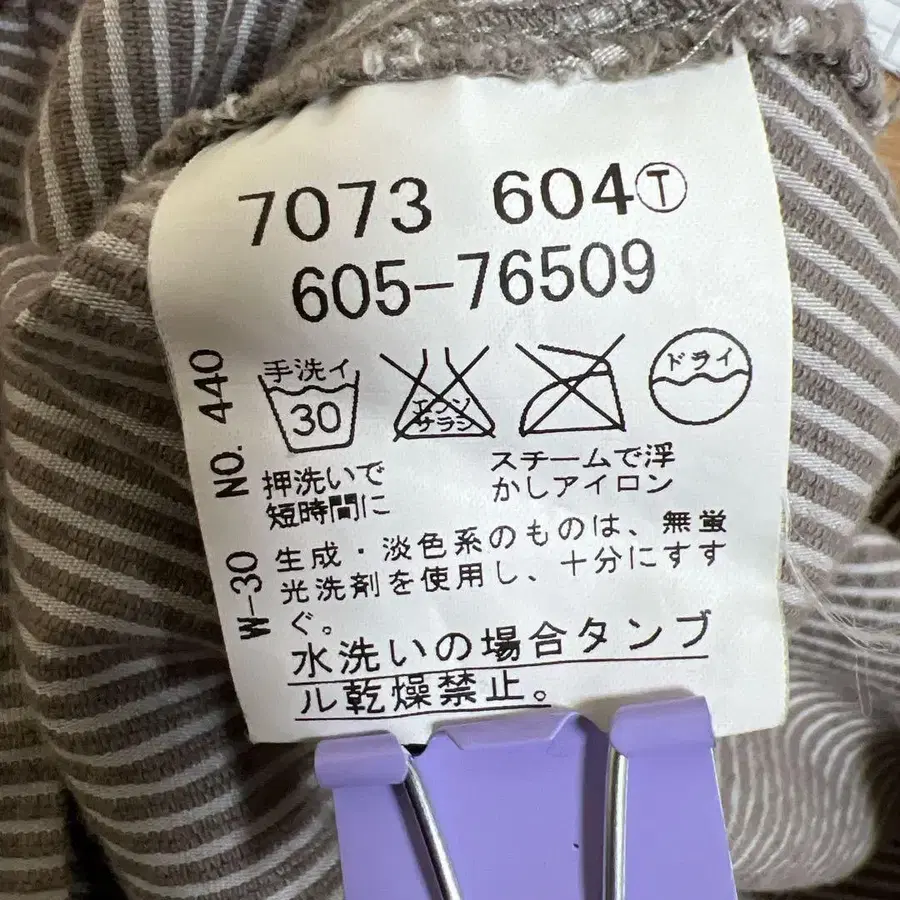 7073 604Ⓣ
605-76509
手洗イ
30
エンソ
サラシ
ドライ
押洗いで
短時間に
スチームで浮
かしアイロン
生成・淡色系のものは、無蛍
光洗剤を使用し、十分にすす
ぐ。
水洗いの場合タンブ
ル乾燥禁止。
W-30 NO. 440